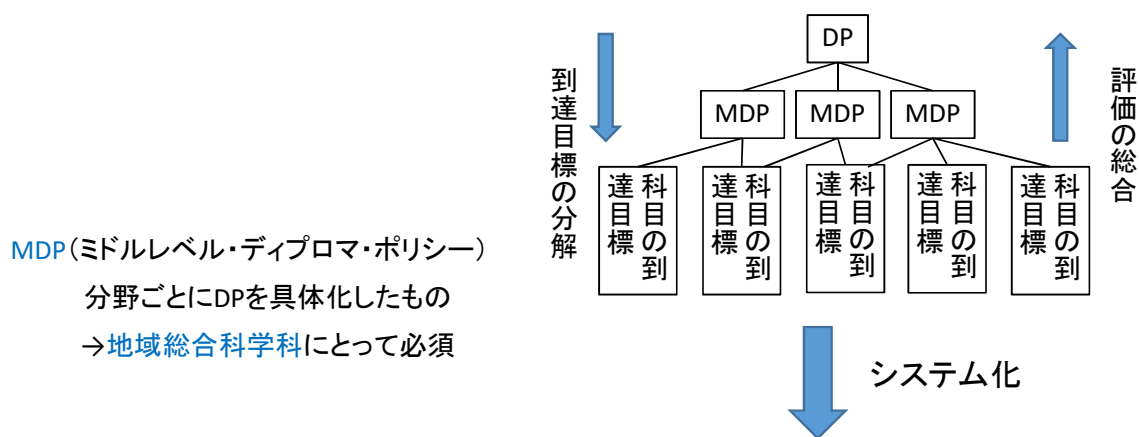 DP
到達目標の分解
評価の総合
MDP
MDP
MDP
科目の到
達目標
科目の到
達目標
科目の到
達目標
科目の到
達目標
科目の到
達目標
MDP(ミドルレベル・ディプロマ・ポリシー)
分野ごとにDPを具体化したもの
→地域総合科学科にとって必須
システム化